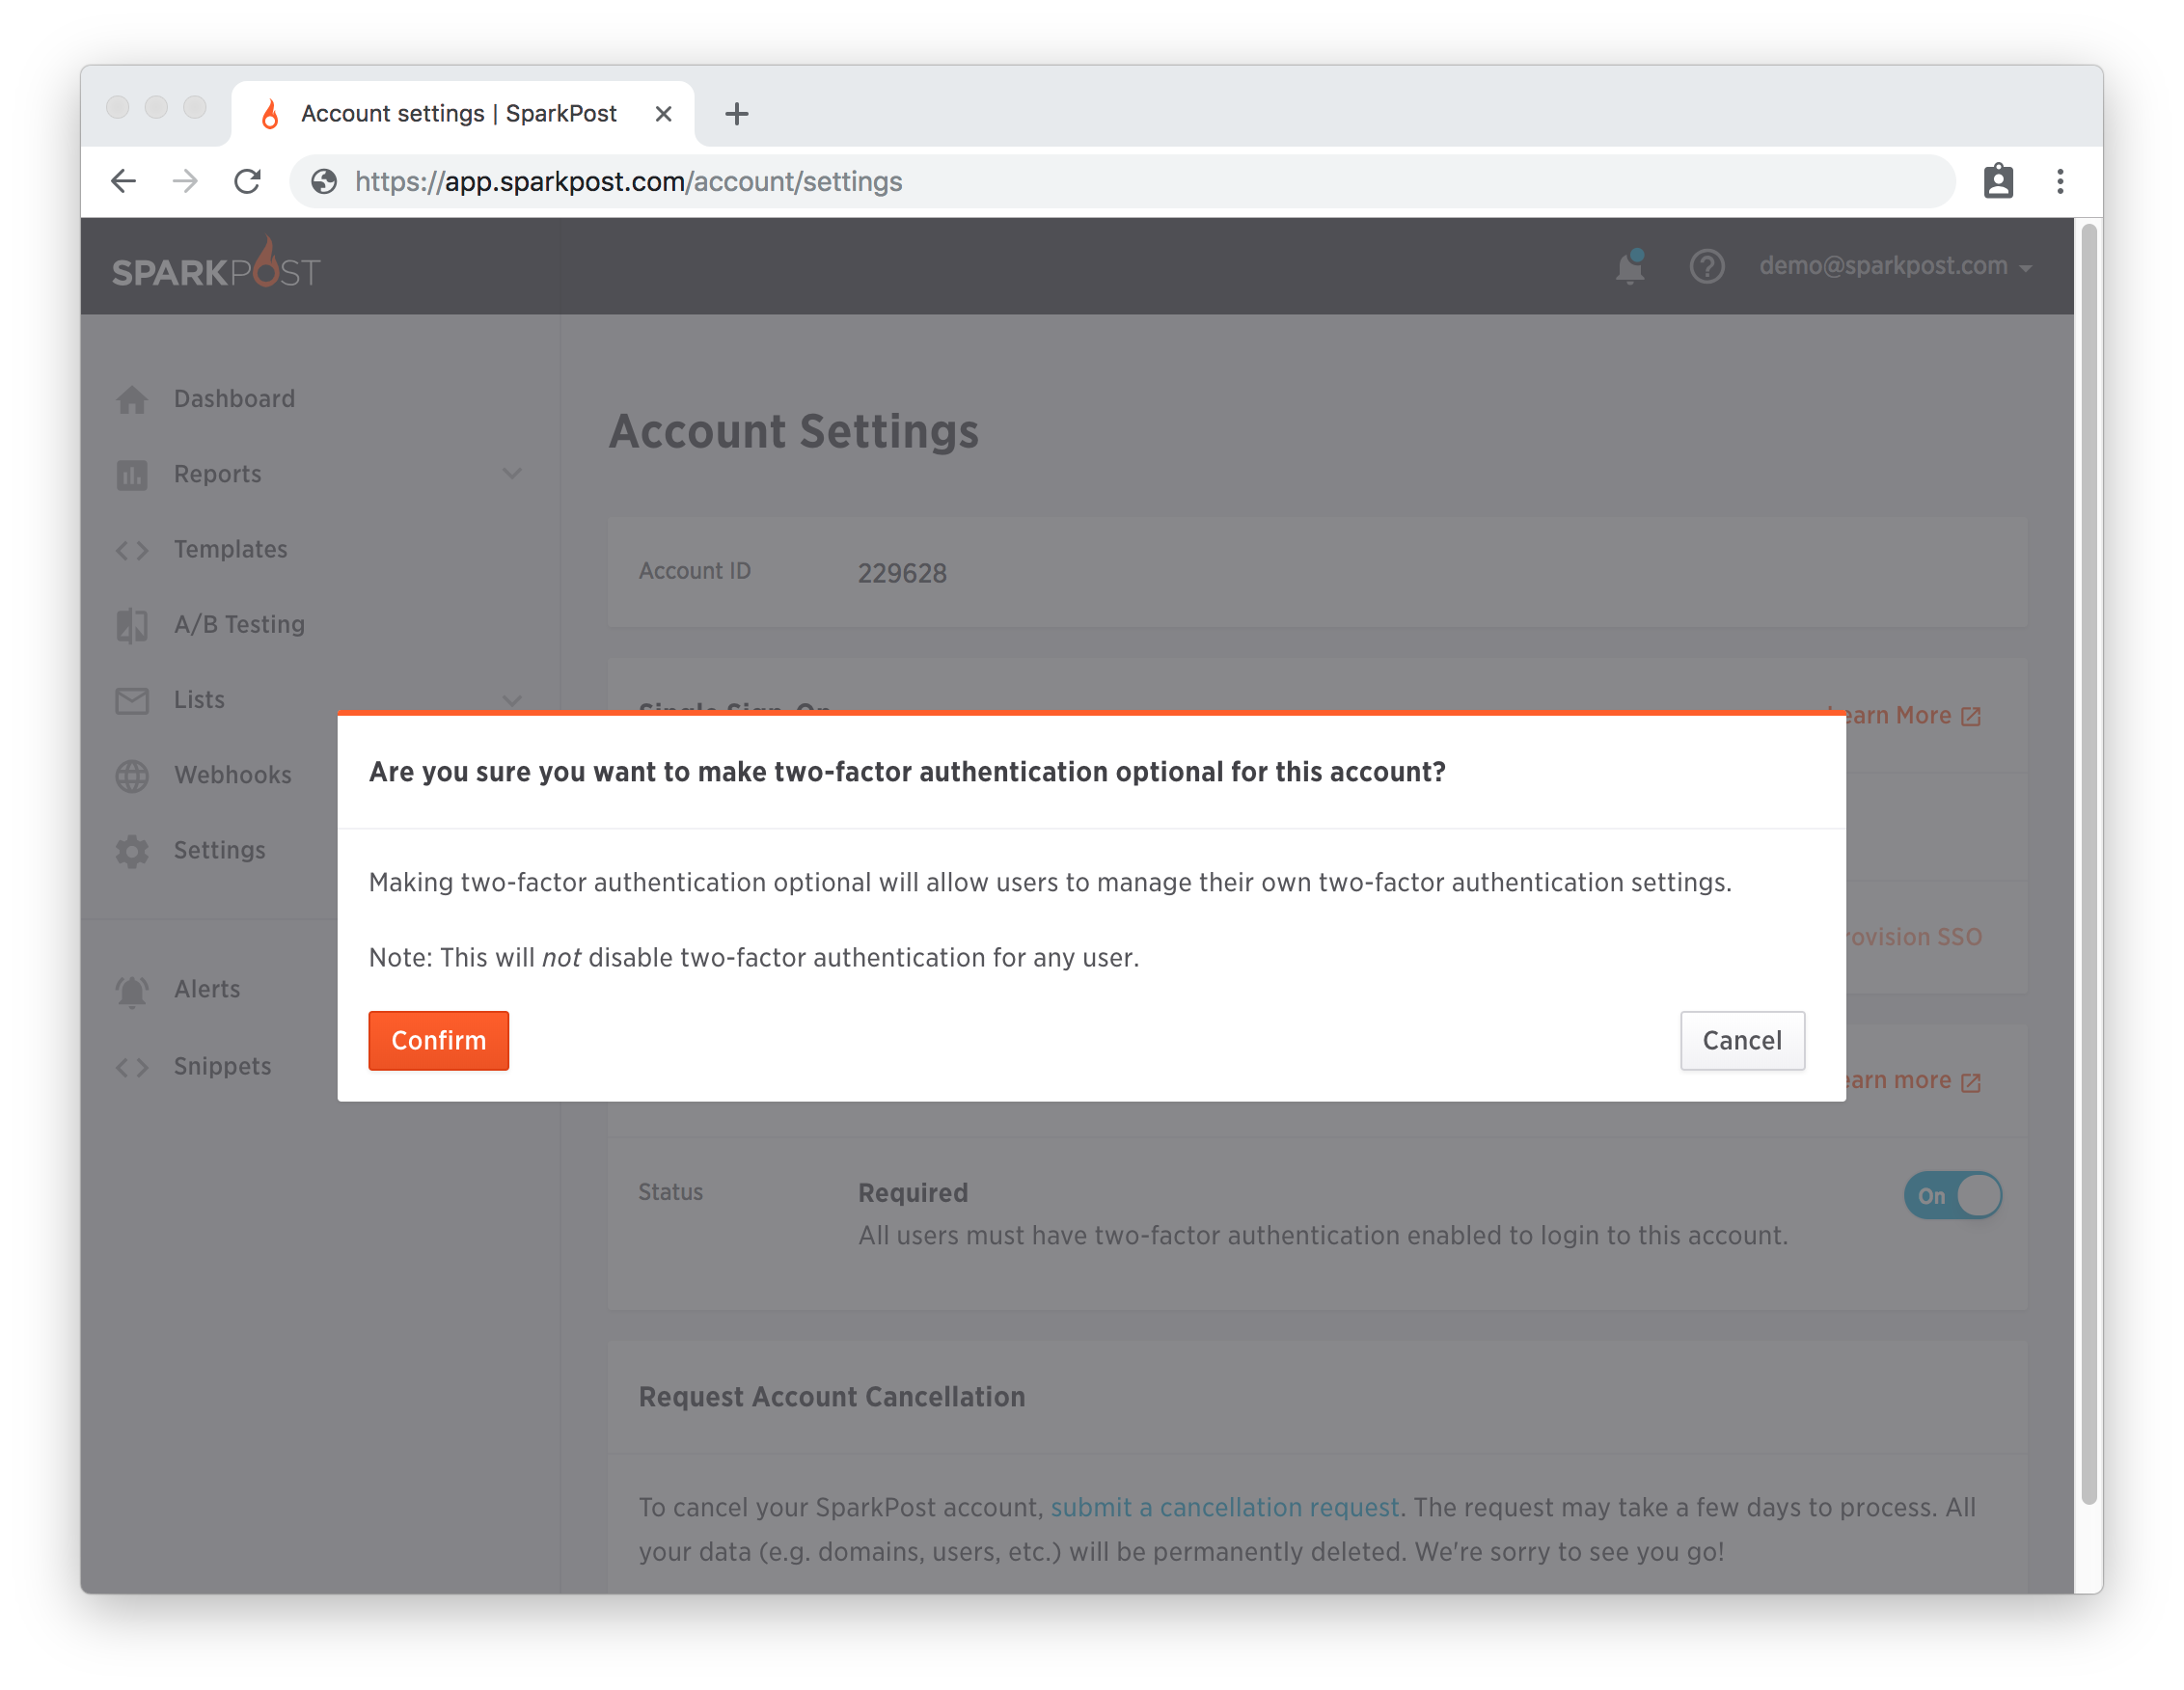 Account settings | SparkPost
https://app.sparkpost.com/account/settings
SPARKPOST
demo@sparkpost.com
Dashboard
Reports
Templates
A/B Testing
Lists
Webhooks
Settings
Alerts
Snippets
Account Settings
Account ID 229628
Single Sign-On
More
Are you sure you want to make two-factor authentication optional for this account?
Making two-factor authentication optional will allow users to manage their own two-factor authentication settings.
Note: This will not disable two-factor authentication for any user.
SSO
Confirm
Cancel
more
Status
Required
On
All users must have two-factor authentication enabled to login to this account.
Request Account Cancellation
To cancel your SparkPost account, submit a cancellation request. The request may take a few days to process. All
your data (e.g. domains, users, etc.) will be permanently deleted. We're sorry to see you go!